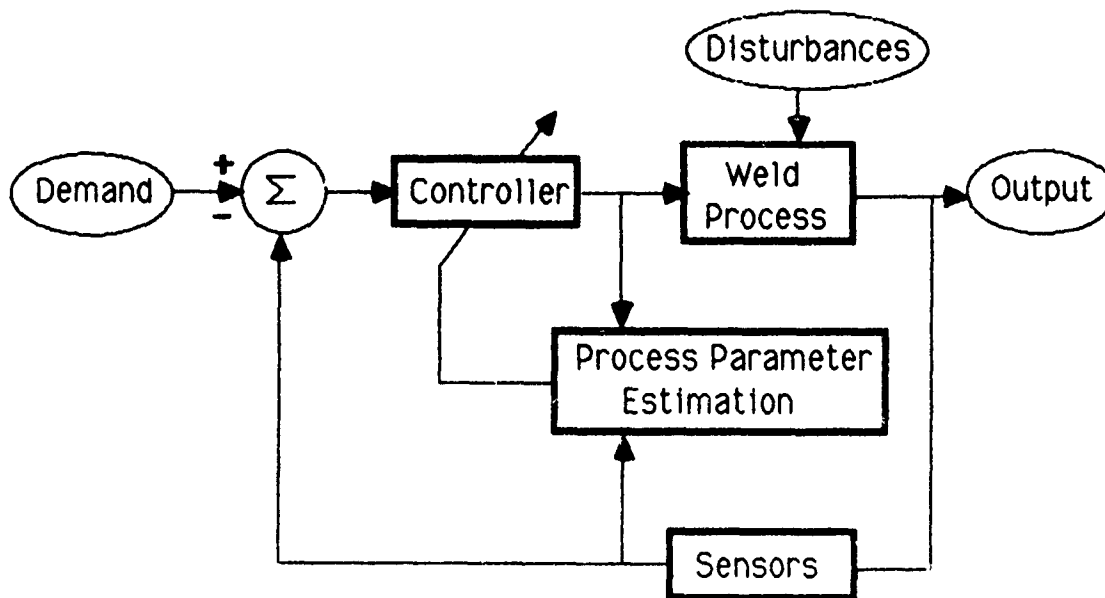 Disturbances
Demand
+
-
Σ
Controller
Weld
Process
Output
Process Parameter
Estimation
Sensors